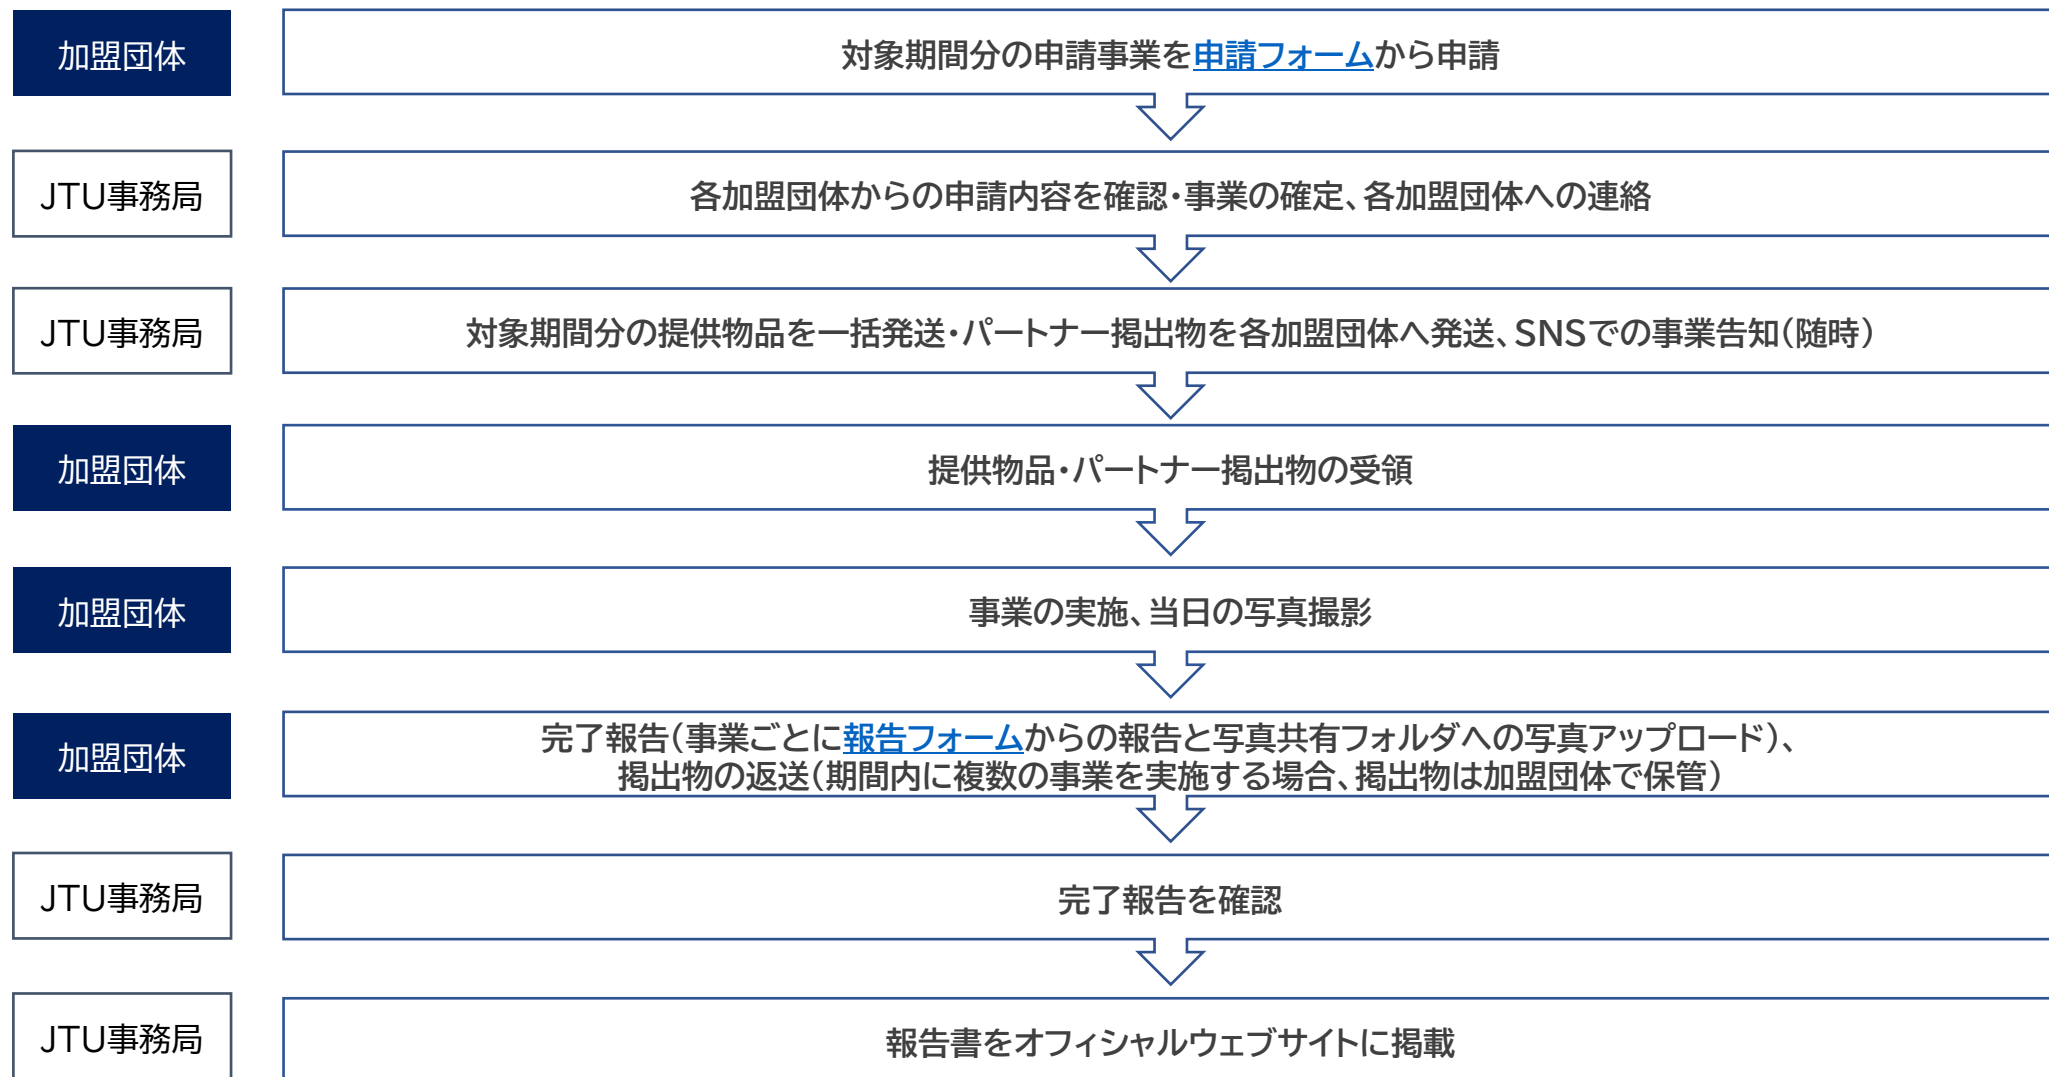 加盟団体
対象期間分の申請事業を申請フォームから申請
JTU事務局
各加盟団体からの申請内容を確認・事業の確定、各加盟団体への連絡
JTU事務局
対象期間分の提供物品を一括発送・パートナー掲出物を各加盟団体へ発送、SNSでの事業告知(随時)
加盟団体
提供物品・パートナー掲出物の受領
加盟団体
事業の実施、当日の写真撮影
加盟団体
完了報告(事業ごとに報告フォームからの報告と写真共有フォルダへの写真アップロード)、
掲出物の返送(期間内に複数の事業を実施する場合、掲出物は加盟団体で保管)
JTU事務局
完了報告を確認
JTU事務局
報告書をオフィシャルウェブサイトに掲載